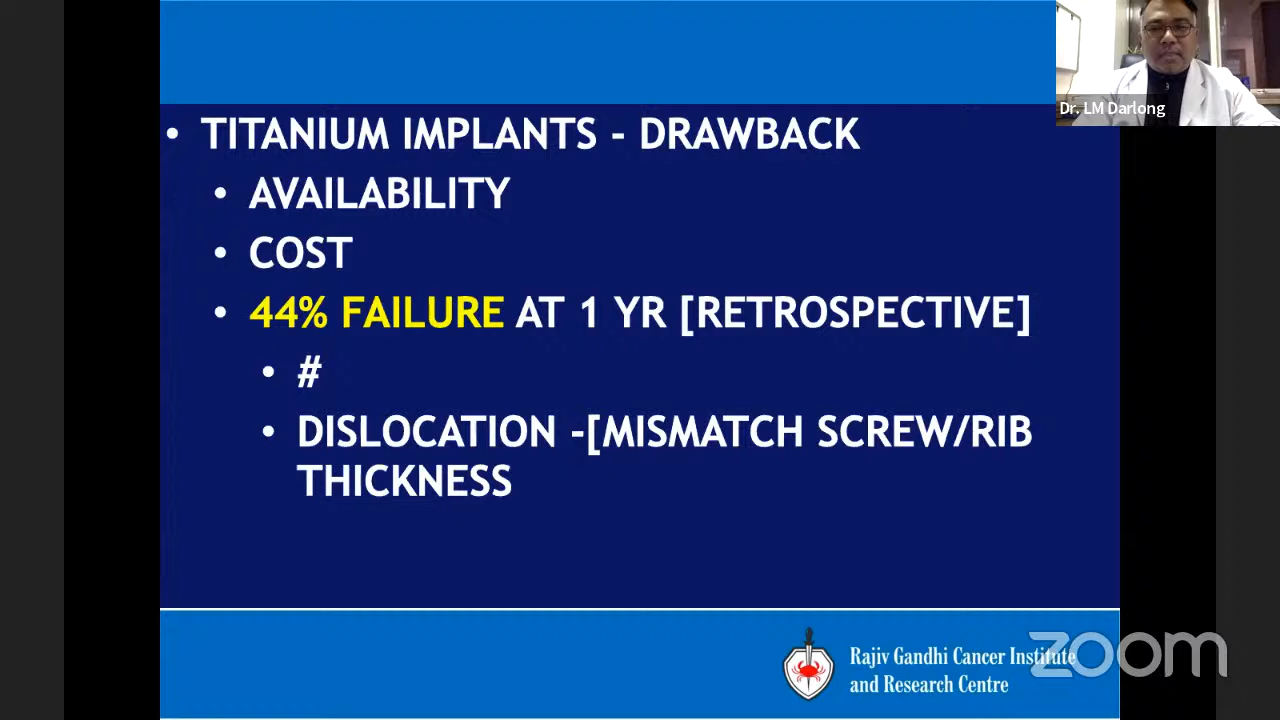 Dr. LM Darlong
• TITANIUM IMPLANTS – DRAWBACK
• AVAILABILITY
• COST
• 44% FAILURE AT 1 YR [RETROSPECTIVE]
• #
• DISLOCATION -[MISMATCH SCREW/RIB
THICKNESS
Rajiv Gandhi Cancer Institute
and Research Centre
zoom